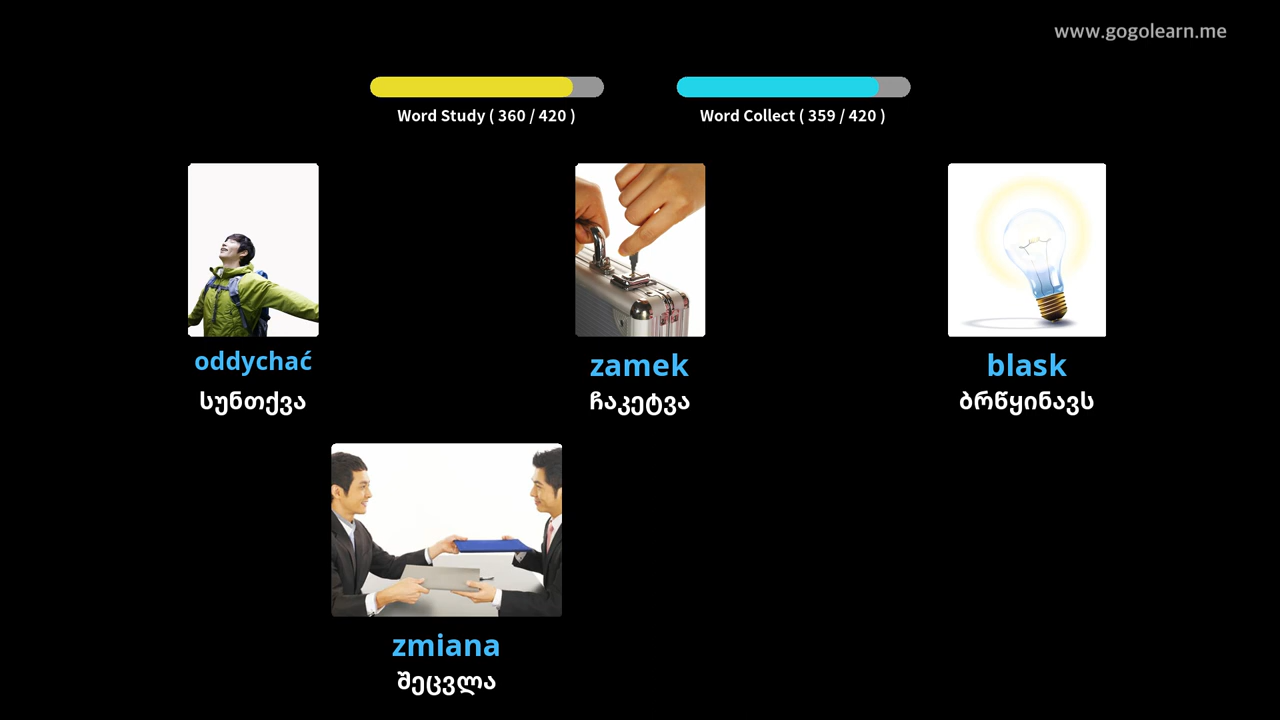 www.gogolearn.me
Word Study ( 360 / 420 )
Word Collect ( 359 / 420 )
oddychać
სუნთქვა
zamek
ჩაკეტვა
blask
ბრწყინავს
zmiana
შეცვლა